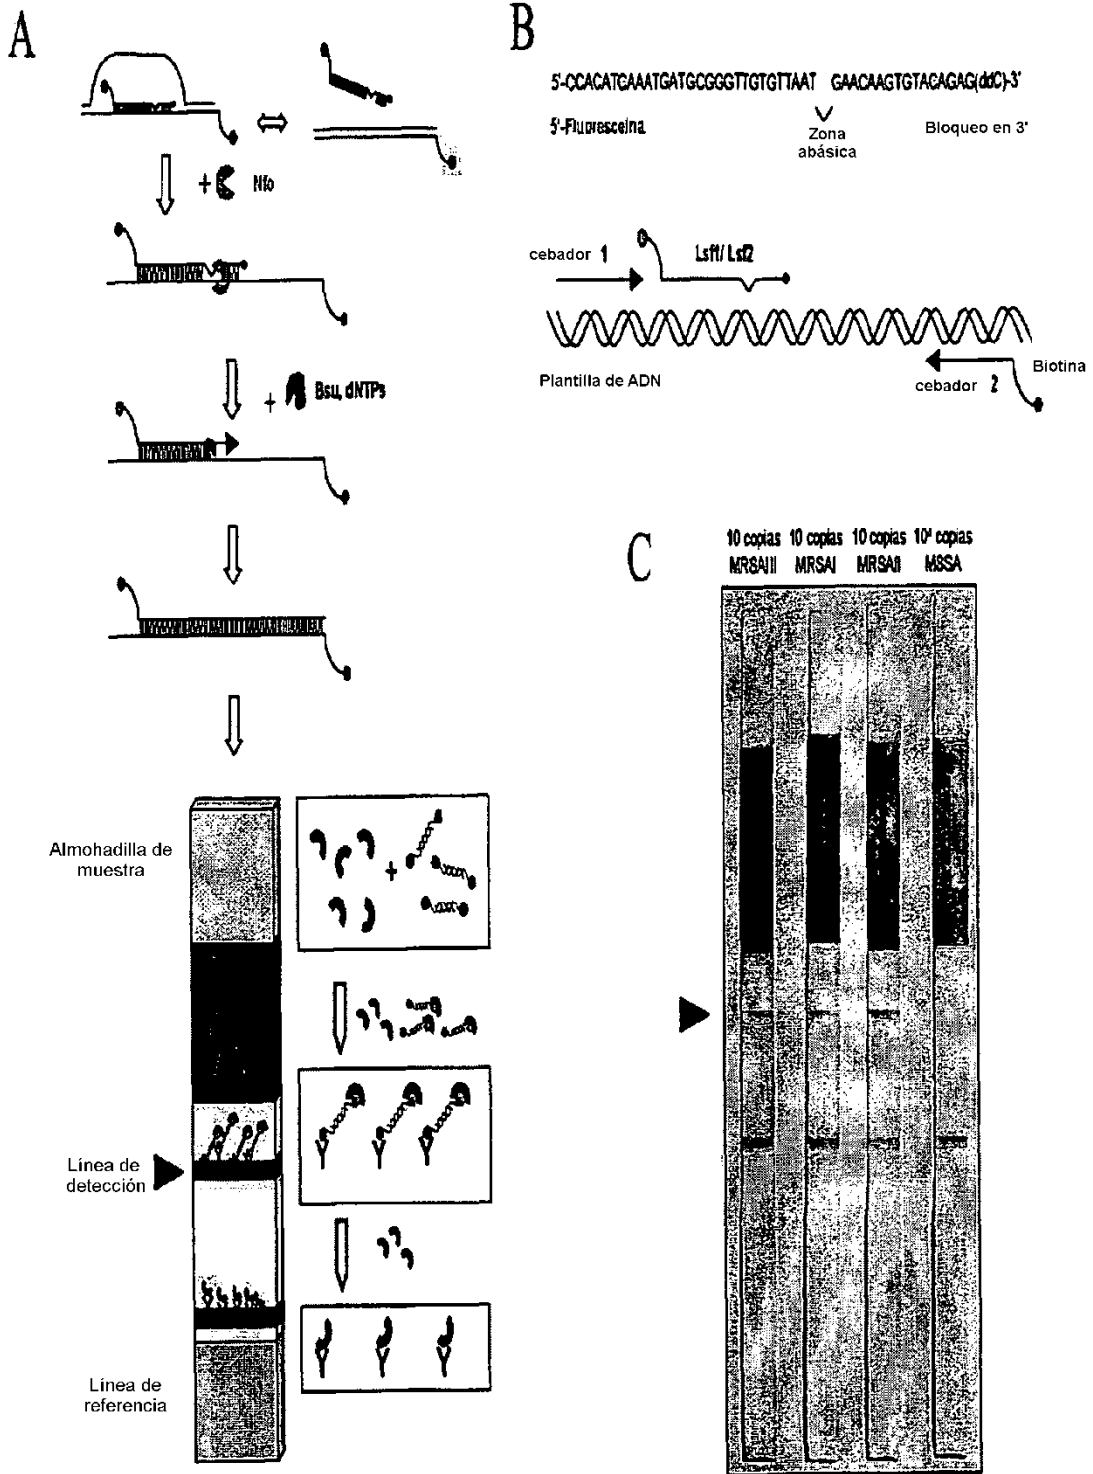 A
+ Nfo
+ Bsu, dNTPs
Almohadilla de
muestra
+
Línea de
detección
Línea de
referencia
B
5'-CCACATCAAATGATGCGGGTTGTGTTAAT GAACAAGTGTACAGAG(ddC)-3'
5'-Fluoresceína
Zona
abásica
Bloqueo en 3'
cebador 1
Lsf1/ Lsf2
Plantilla de ADN
cebador 2
Biotina
C
10 copias 10 copias 10 copias copias
MRSAIII MRSAI MRSAII MSSA